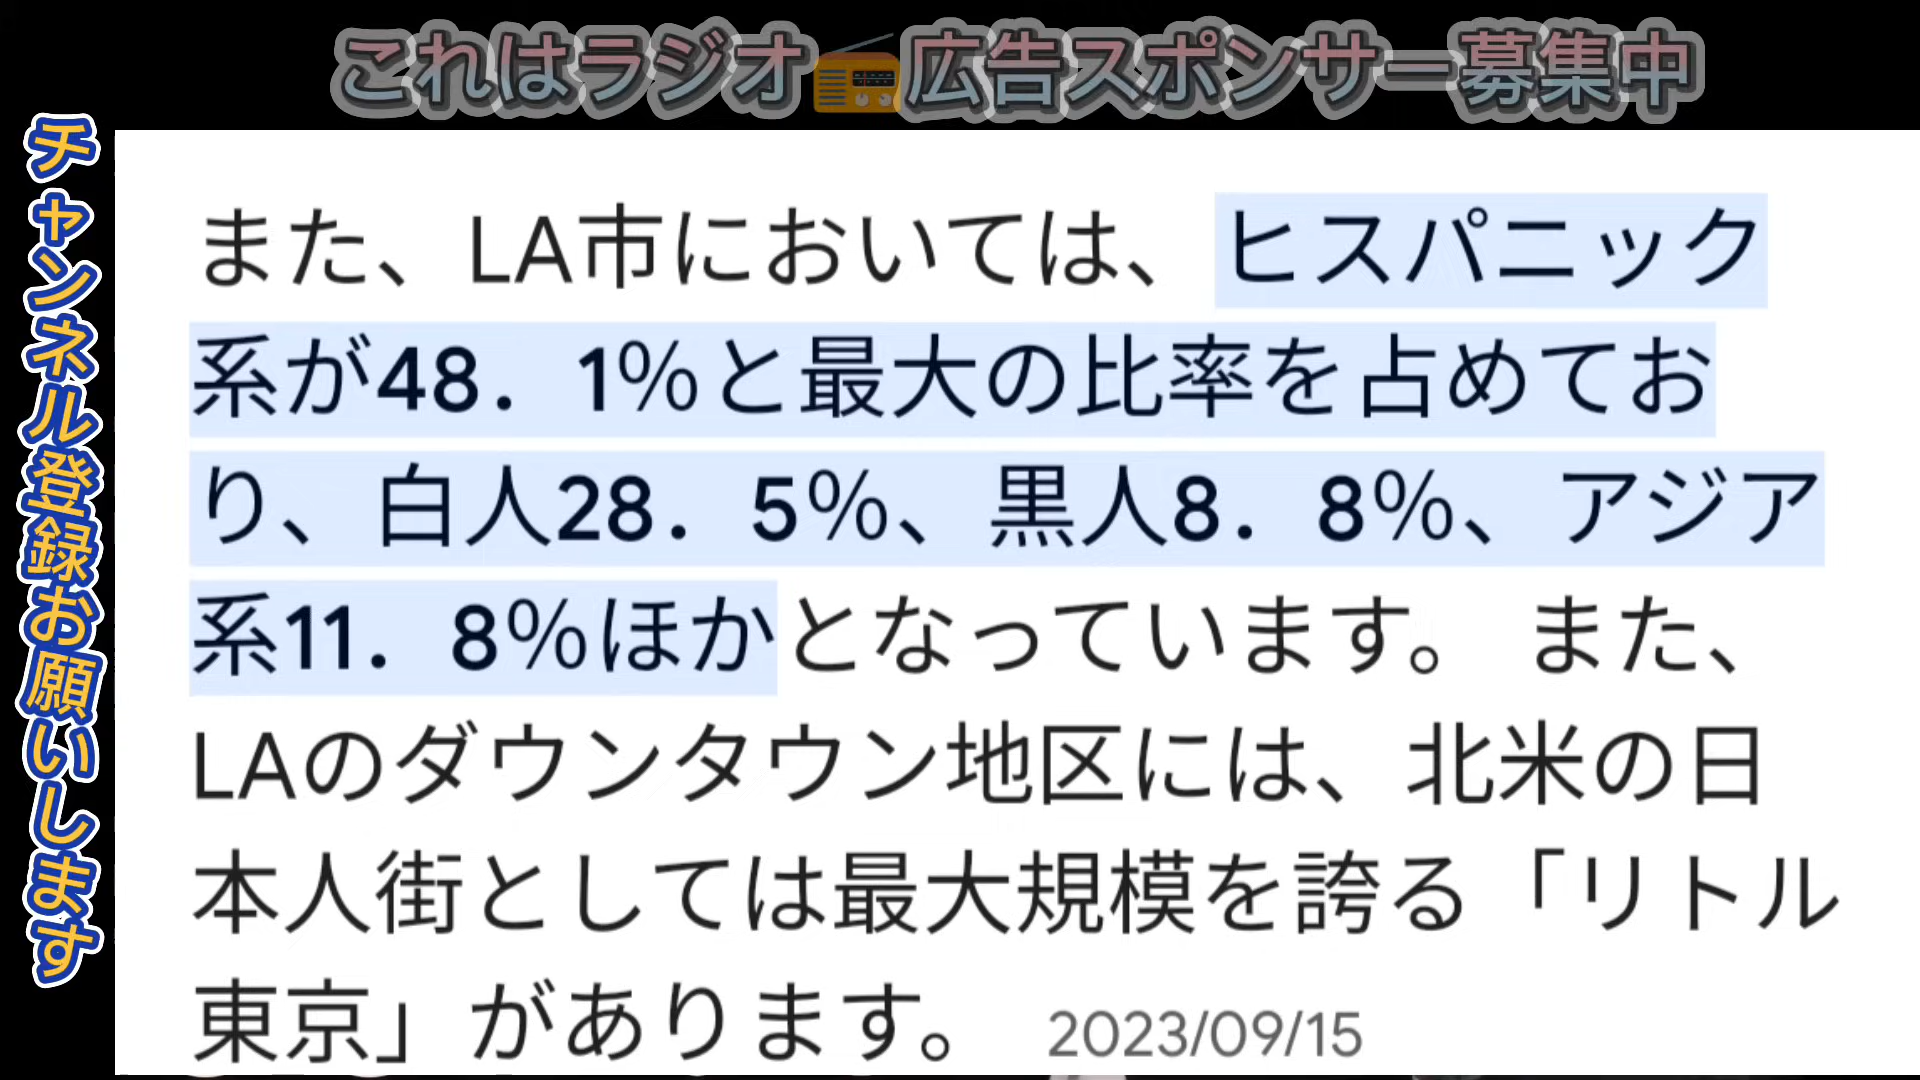 これはラジオ📻広告スポンサー募集中
チャンネル登録お願いします
また、LA市においては、ヒスパニック
系が48．1％と最大の比率を占めてお
り、白人28．5％、黒人8．8％、アジア
系11．8％ほかとなっています。 また、
LAのダウンタウン地区には、北米の日
本人街としては最大規模を誇る「リトル
東京」があります。 2023/09/15